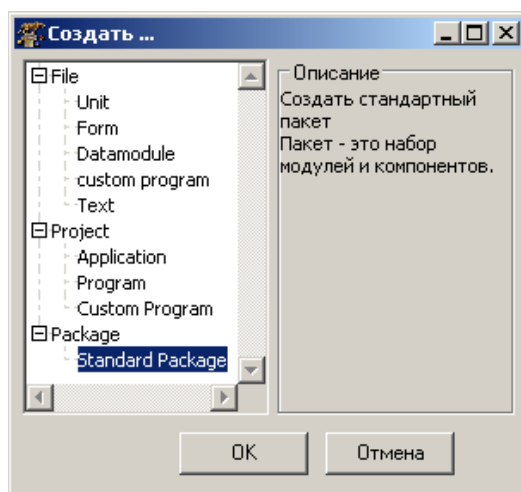 Создать ...
File
Unit
Form
Datamodule
custom program
Text
Project
Application
Program
Custom Program
Package
Standard Package
Описание
Создать стандартный
пакет
Пакет - это набор
модулей и компонентов.
OK
Отмена